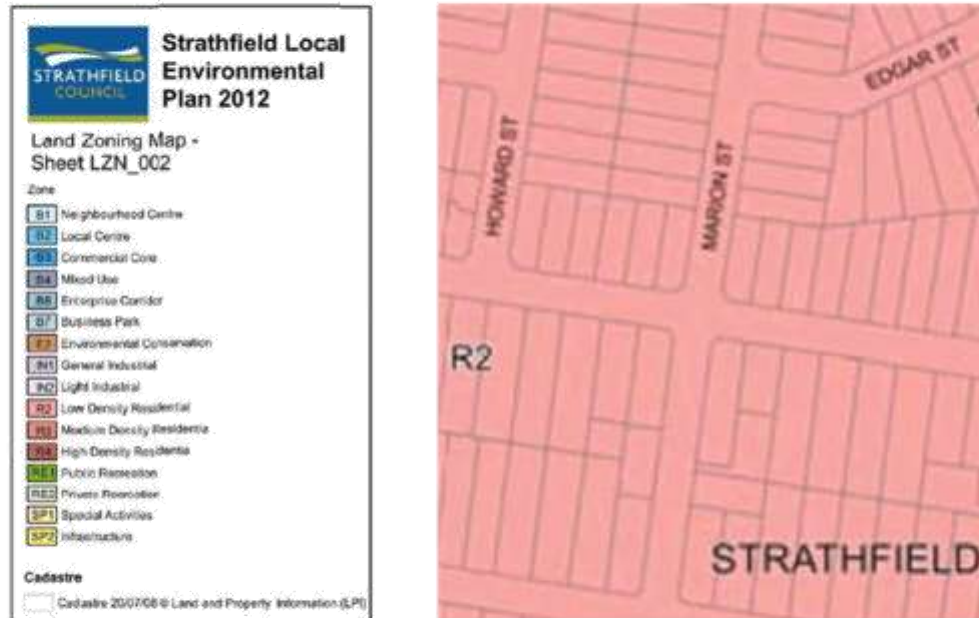 STRATHFIELD
COUNCIL
Strathfield Local
Environmental
Plan 2012
Land Zoning Map -
Sheet LZN_002
Zone
B1 Neighbourhood Centre
B2 Local Centre
B3 Commercial Core
B4 Mixed Use
B6 Enterprise Corridor
B7 Business Park
E2 Environmental Conservation
IN1 General Industrial
IN2 Light Industrial
R2 Low Density Residential
R3 Medium Density Residentia
R4 High Density Residentia
RE1 Public Recreation
RE2 Private Recreation
SP1 Special Activities
SP2 Infrastructure
Cadastre
Cadastre 20/07/08 © Land and Property Information (LPI)
EDGAR ST
HOWARD ST
MARION ST
R2
STRATHFIELD